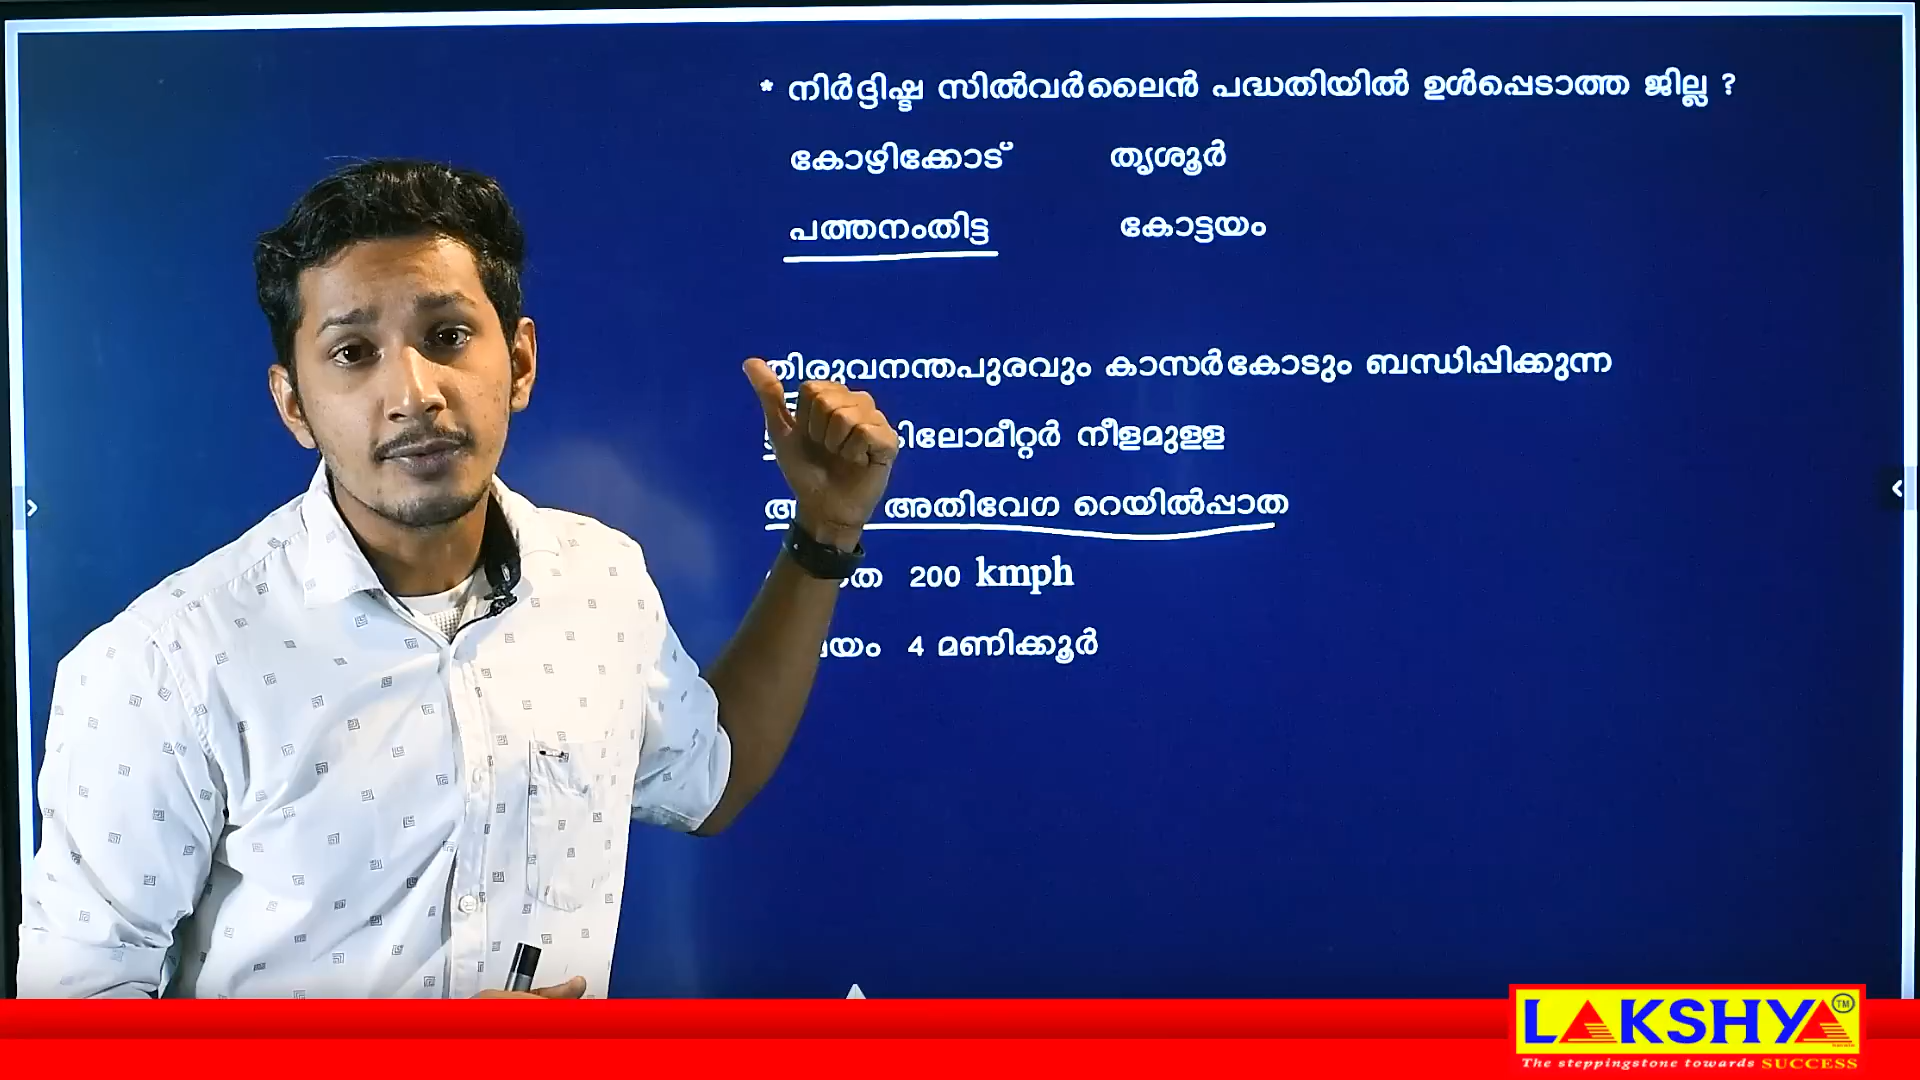 * നിർദ്ദിഷ്ട സിൽവർലൈൻ പദ്ധതിയിൽ ഉൾപ്പെടാത്ത ജില്ല ?
കോഴിക്കോട് തൃശൂർ
പത്തനംതിട്ട കോട്ടയം
തിരുവനന്തപുരവും കാസർകോടും ബന്ധിപ്പിക്കുന്ന
നീളമുള്ള
അതിവേഗ റെയിൽപ്പാത
200 kmph
4 മണിക്കൂർ
LAKSHYA TM
The steppingstone towards SUCCESS